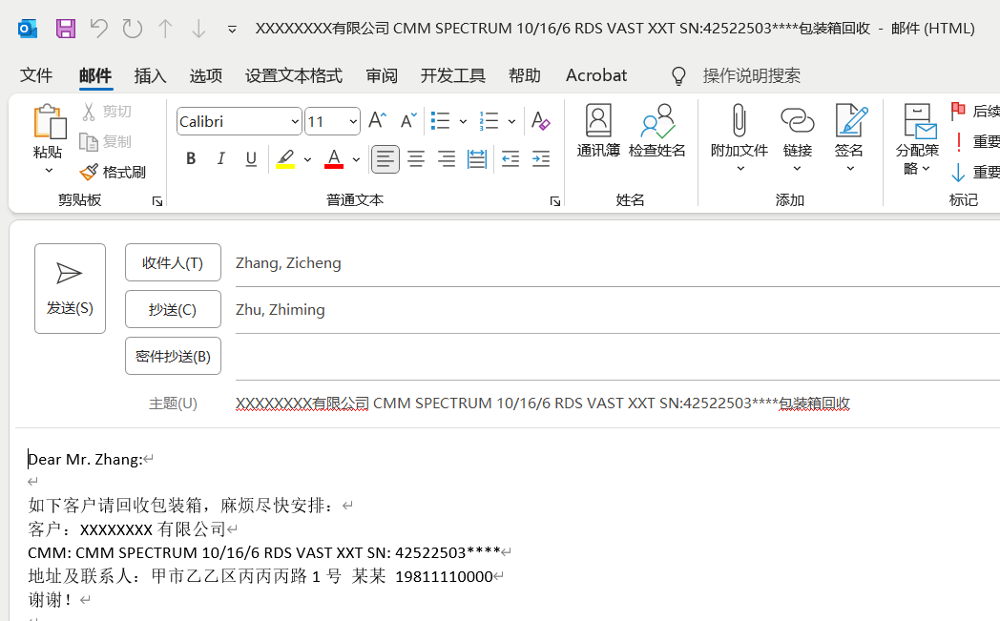 XXXXXXXX有限公司 CMM SPECTRUM 10/16/6 RDS VAST XXT SN:42522503****包装箱回收 - 邮件 (HTML)
文件 邮件 插入 选项 设置文本格式 审阅 开发工具 帮助 Acrobat 操作说明搜索
粘贴
剪切
复制
格式刷
剪贴板
Calibri 11
B I U
普通文本
通讯簿 检查姓名
姓名
附加文件 链接 签名
添加
分配策略
后续
重要
重要
标记
发送(S)
收件人(T) Zhang, Zicheng
抄送(C) Zhu, Zhiming
密件抄送(B)
主题(U) XXXXXXXX有限公司 CMM SPECTRUM 10/16/6 RDS VAST XXT SN:42522503****包装箱回收
Dear Mr. Zhang:
如下客户请回收包装箱，麻烦尽快安排：
客户：XXXXXXXX 有限公司
CMM: CMM SPECTRUM 10/16/6 RDS VAST XXT SN: 42522503****
地址及联系人：甲市乙乙区丙丙丙路 1 号 某某 19811110000
谢谢！